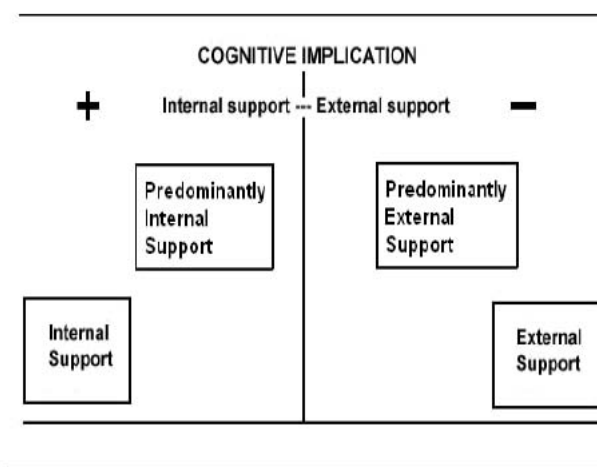 COGNITIVE IMPLICATION
+ Internal support --- External support −
Predominantly
Internal
Support
Predominantly
External
Support
Internal
Support
External
Support